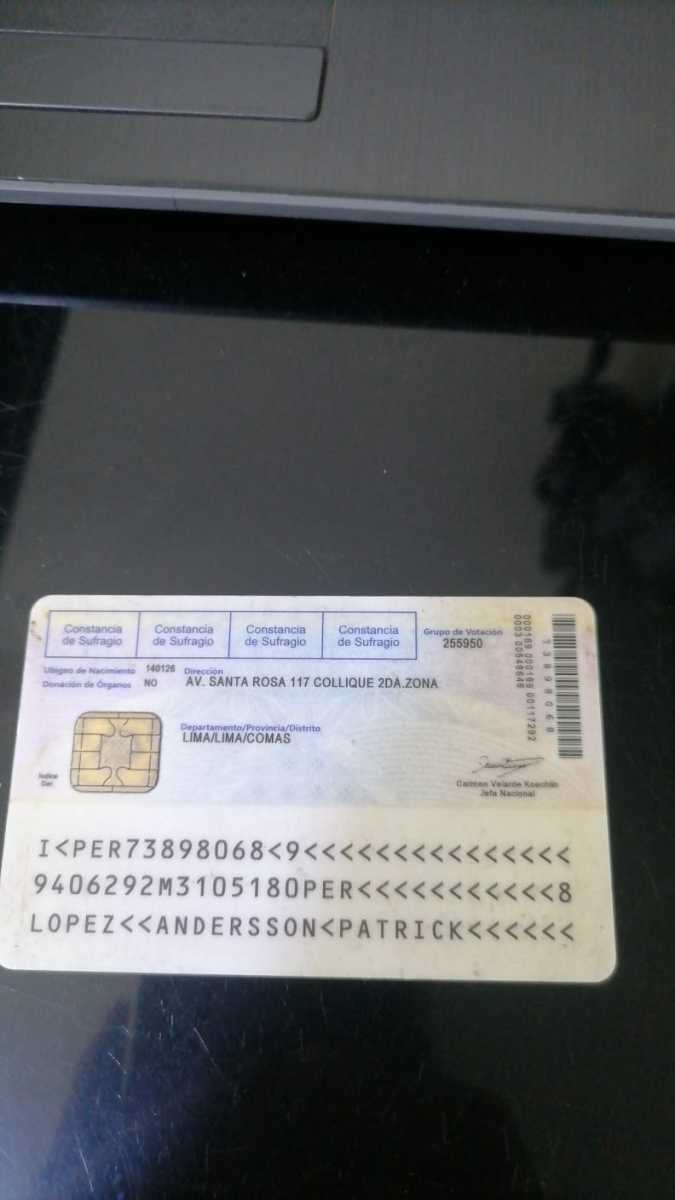 Constancia de Sufragio
Constancia de Sufragio
Constancia de Sufragio
Constancia de Sufragio
Grupo de Votación
255950
Ubigeo de Nacimiento 140126
Donación de Órganos NO
Dirección
AV. SANTA ROSA 117 COLLIQUE 2DA.ZONA
Departamento/Provincia/Distrito
LIMA/LIMA/COMAS
Índice Der.
Carmen Velarde Koechlin
Jefa Nacional
73898068
I<PER73898068<9<<<<<<<<<<<<<<<
9406292M3105180PER<<<<<<<<<<<8
LOPEZ<<ANDERSSON<PATRICK<<<<<<